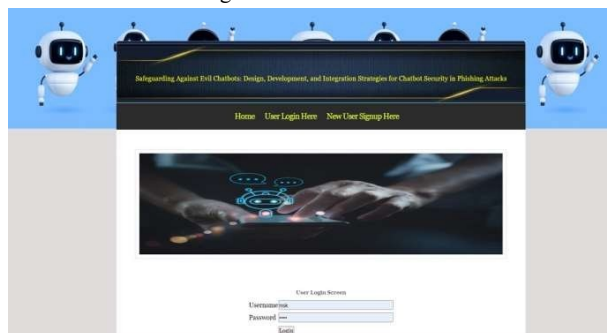 Safeguarding Against Evil Chatbots: Design, Development, and Integration Strategies for Chatbot Security in Phishing Attacks
Home User Login Here New User Signup Here
User Login Screen
Username
Password ••••
Login